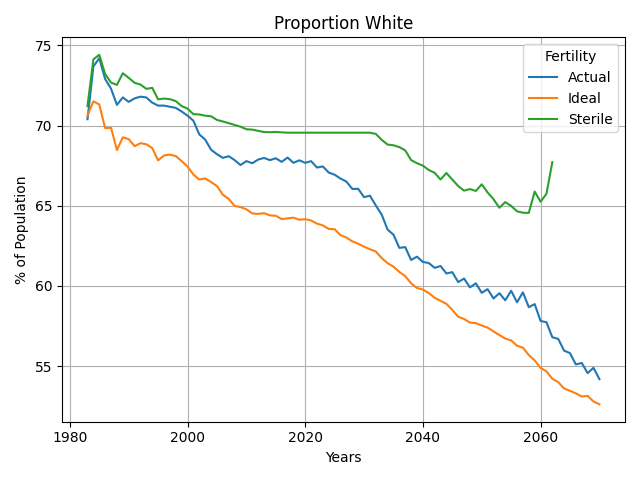 Proportion White
% of Population
75
70
65
60
55
Fertility
Actual
Ideal
Sterile
1980
2000
2020
2040
2060
Years